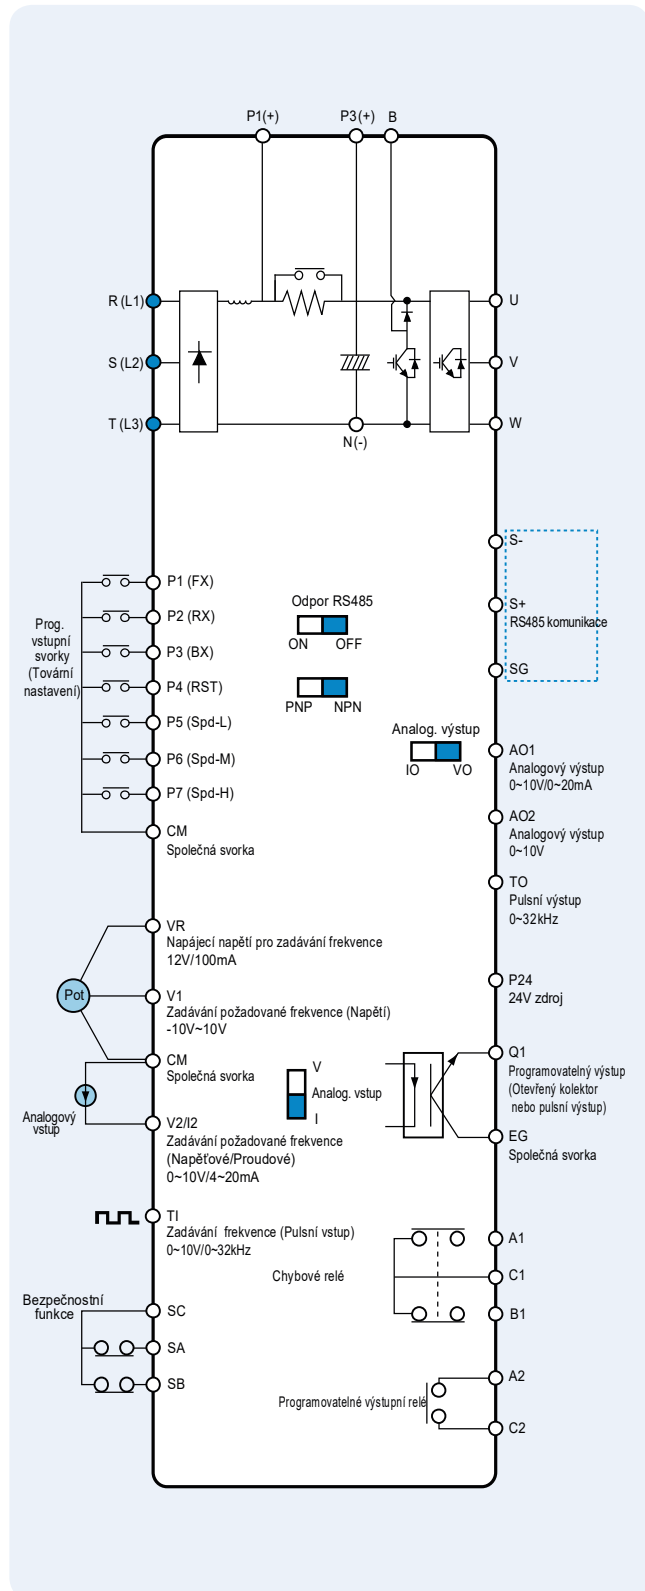 P1(+)
P3(+)
B
R (L1)
S (L2)
T (L3)
N(-)
U
V
W
S-
S+
RS485 komunikace
SG
Prog.
vstupní
svorky
(Tovární
nastavení)
P1 (FX)
P2 (RX)
P3 (BX)
P4 (RST)
P5 (Spd-L)
P6 (Spd-M)
P7 (Spd-H)
CM
Společná svorka
Odpor RS485
ON OFF
PNP NPN
Analog. výstup
IO VO
AO1
Analogový výstup
0~10V/0~20mA
AO2
Analogový výstup
0~10V
TO
Pulsní výstup
0~32kHz
Pot
VR
Napájecí napětí pro zadávání frekvence
12V/100mA
V1
Zadávání požadované frekvence (Napětí)
-10V~10V
CM
Společná svorka
Analogový
vstup
V2/I2
Zadávání požadované frekvence
(Napěťové/Proudové)
0~10V/4~20mA
V
Analog. vstup
I
P24
24V zdroj
Q1
Programovatelný výstup
(Otevřený kolektor
nebo pulsní výstup)
EG
Společná svorka
TI
Zadávání frekvence (Pulsní vstup)
0~10V/0~32kHz
Bezpečnostní
funkce
SC
SA
SB
Chybové relé
A1
C1
B1
Programovatelné výstupní relé
A2
C2